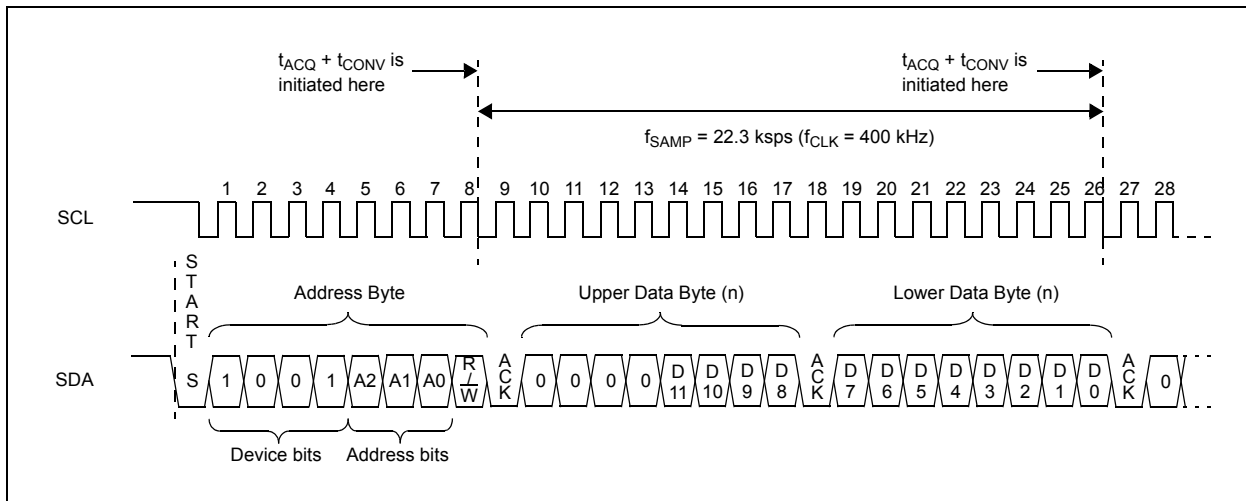 tACQ + tCONV is
initiated here
tACQ + tCONV is
initiated here
fSAMP = 22.3 ksps (fCLK = 400 kHz)
1 2 3 4 5 6 7 8 9 10 11 12 13 14 15 16 17 18 19 20 21 22 23 24 25 26 27 28
SCL
START
Address Byte
Upper Data Byte (n)
Lower Data Byte (n)
SDA
S 1 0 0 1 A2 A1 A0 R/W ACK 0 0 0 0 D11 D10 D9 D8 ACK D7 D6 D5 D4 D3 D2 D1 D0 ACK 0
Device bits
Address bits